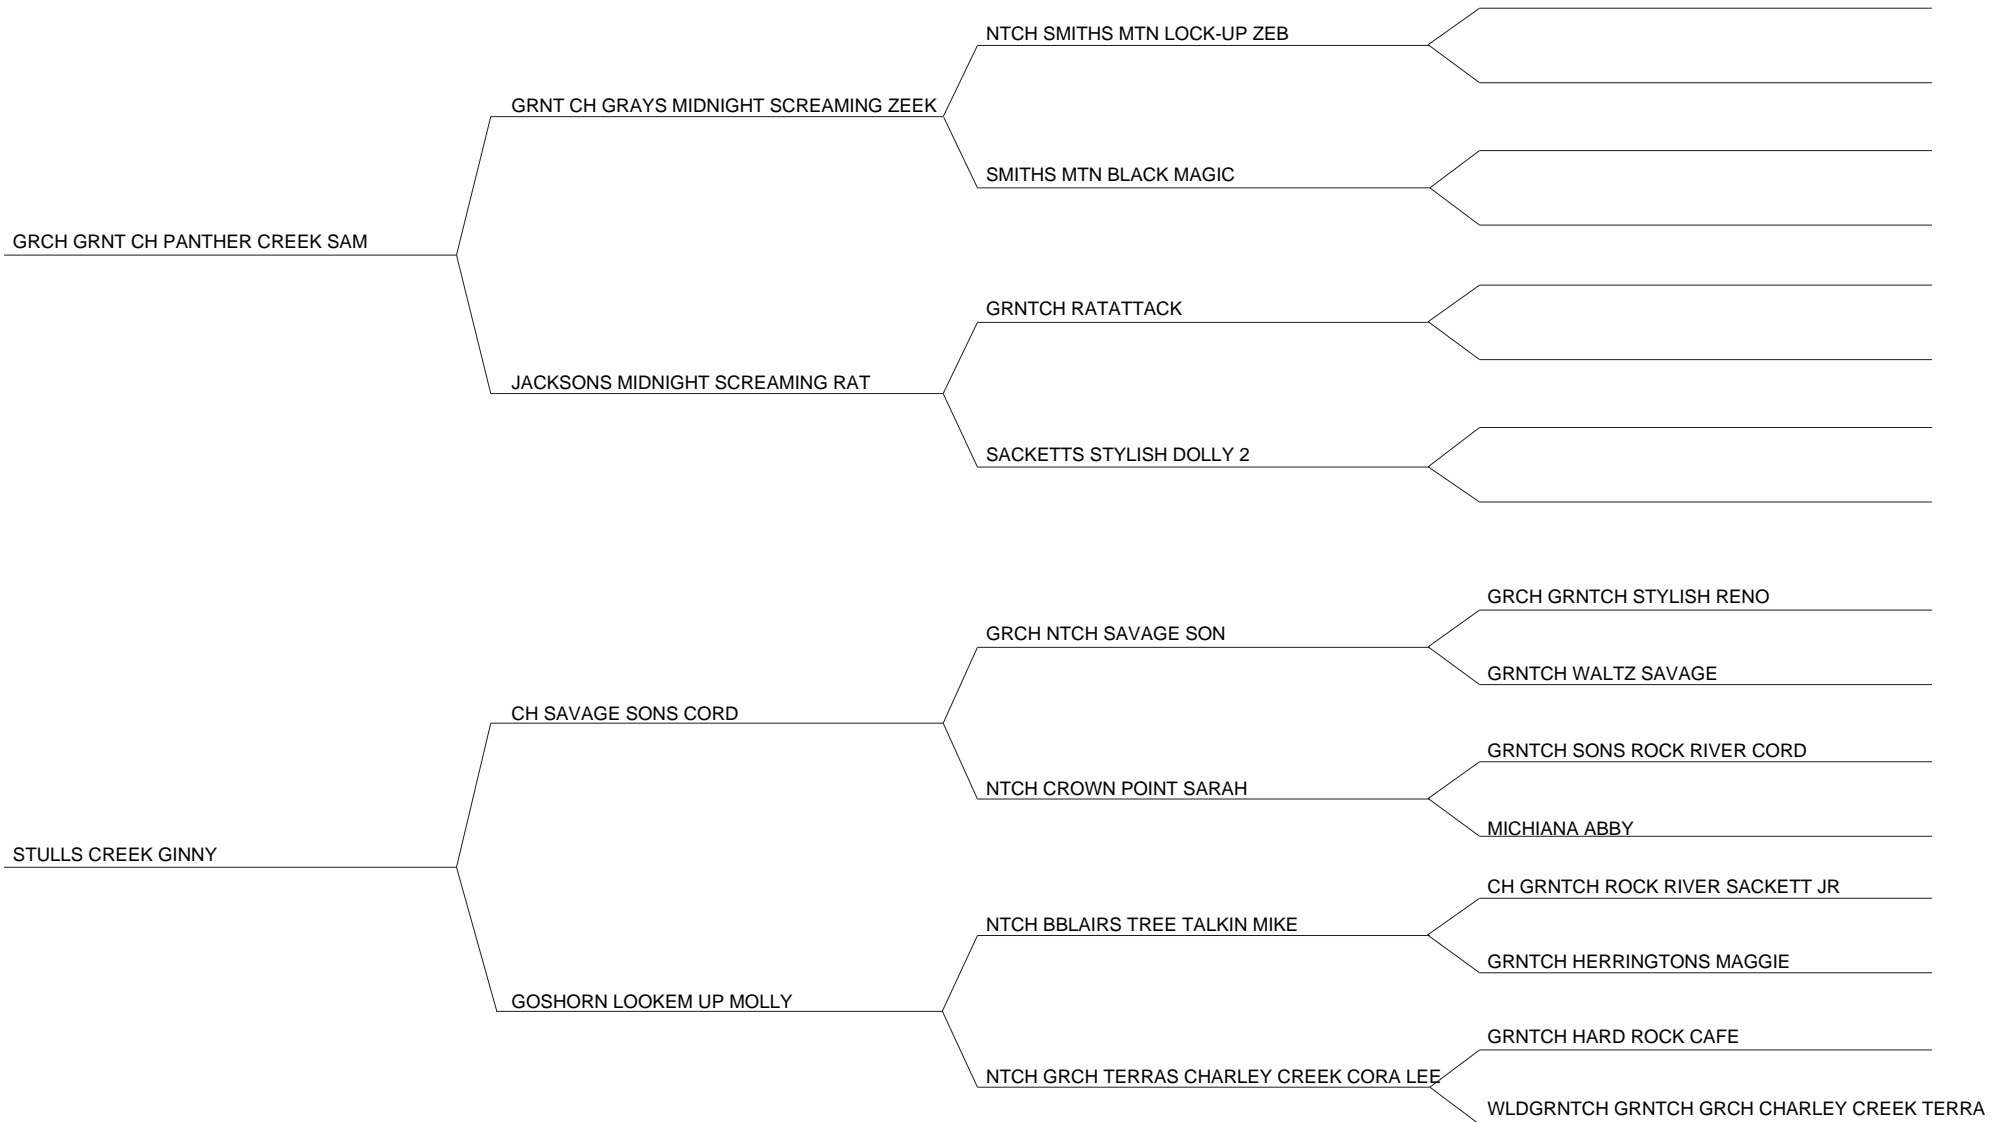 NTCH SMITHS MTN LOCK-UP ZEB
GRNT CH GRAYS MIDNIGHT SCREAMING ZEEK
SMITHS MTN BLACK MAGIC
GRCH GRNT CH PANTHER CREEK SAM
GRNTCH RATATTACK
JACKSONS MIDNIGHT SCREAMING RAT
SACKETTS STYLISH DOLLY 2
GRCH GRNTCH STYLISH RENO
GRCH NTCH SAVAGE SON
GRNTCH WALTZ SAVAGE
CH SAVAGE SONS CORD
GRNTCH SONS ROCK RIVER CORD
NTCH CROWN POINT SARAH
MICHIANA ABBY
STULLS CREEK GINNY
CH GRNTCH ROCK RIVER SACKETT JR
NTCH BBLAIRS TREE TALKIN MIKE
GRNTCH HERRINGTONS MAGGIE
GOSHORN LOOKEM UP MOLLY
GRNTCH HARD ROCK CAFE
NTCH GRCH TERRAS CHARLEY CREEK CORA LEE
WLDGRNTCH GRNTCH GRCH CHARLEY CREEK TERRA